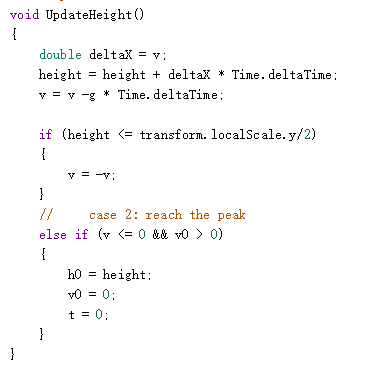 void UpdateHeight()
{
    double deltaX = v;
    height = height + deltaX * Time.deltaTime;
    v = v -g * Time.deltaTime;
    if (height <= transform.localScale.y/2)
    {
        v = -v;
    }
    //    case 2: reach the peak
    else if (v <= 0 && v0 > 0)
    {
        h0 = height;
        v0 = 0;
        t = 0;
    }
}